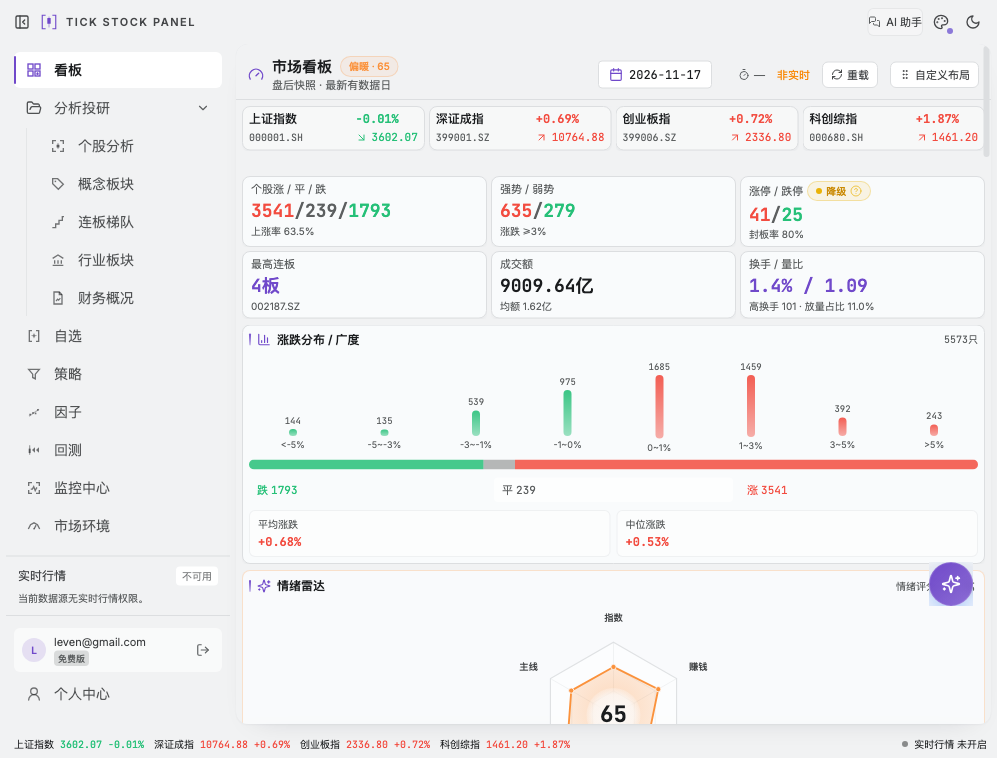 TICK STOCK PANEL
AI 助手
看板
分析投研
个股分析
概念板块
连板梯队
行业板块
财务概况
自选
策略
因子
回测
监控中心
市场环境
实时行情 不可用
当前数据源无实时行情权限。
L leven@gmail.com
免费版
个人中心
市场看板 偏暖 · 65
盘后快照 · 最新有数据日
2026-11-17
— 非实时
重载
自定义布局
上证指数 -0.01%
000001.SH 3602.07
深证成指 +0.69%
399001.SZ 10764.88
创业板指 +0.72%
399006.SZ 2336.80
科创综指 +1.87%
000680.SH 1461.20
个股涨 / 平 / 跌
3541/239/1793
上涨率 63.5%
强势 / 弱势
635/279
涨跌 ≥3%
涨停 / 跌停 降级
41/25
封板率 80%
最高连板
4板
002187.SZ
成交额
9009.64亿
均额 1.62亿
换手 / 量比
1.4% / 1.09
高换手 101 · 放量占比 11.0%
涨跌分布 / 广度 5573只
144 135 539 975 1685 1459 392 243
<-5% -5~-3% -3~-1% -1~0% 0~1% 1~3% 3~5% >5%
跌 1793 平 239 涨 3541
平均涨跌
+0.68%
中位涨跌
+0.53%
情绪雷达
指数
主线 赚钱
65
上证指数 3602.07 -0.01% 深证成指 10764.88 +0.69% 创业板指 2336.80 +0.72% 科创综指 1461.20 +1.87%
实时行情 未开启